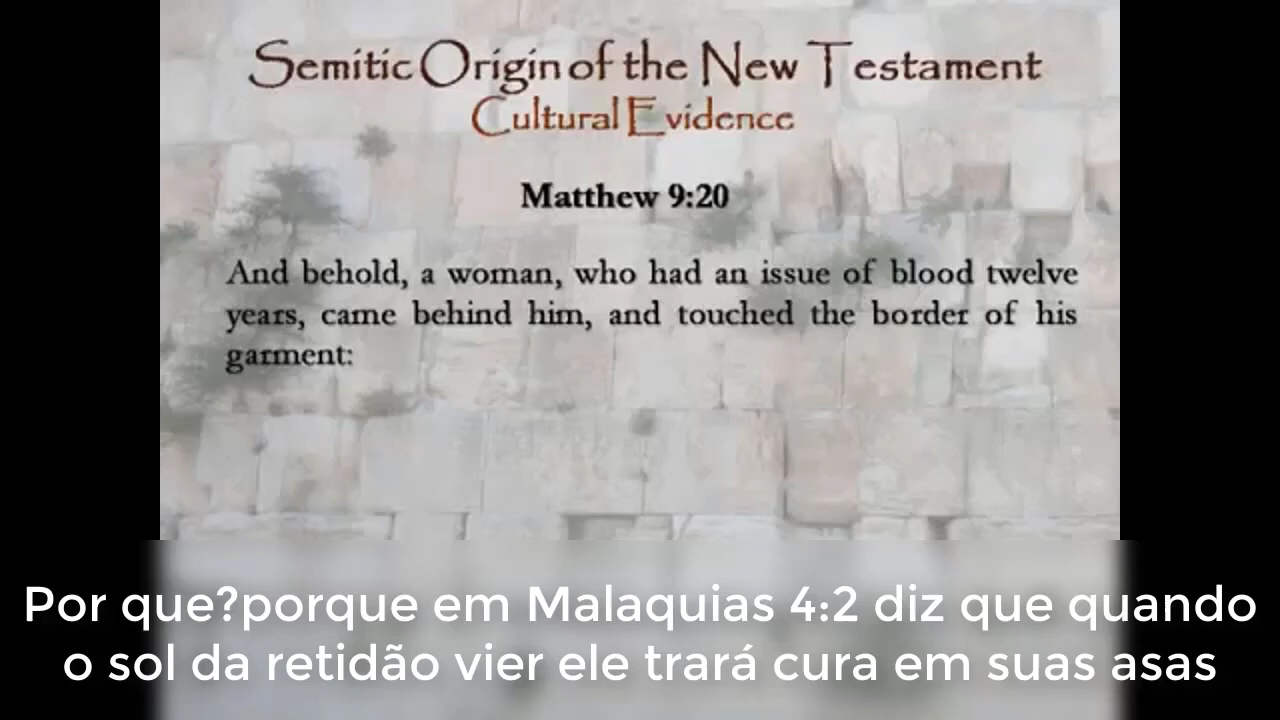 Semitic Origin of the New Testament
Cultural Evidence
Matthew 9:20
And behold, a woman, who had an issue of blood twelve
years, came behind him, and touched the border of his
garment:
Por que?porque em Malaquias 4:2 diz que quando
o sol da retidão vier ele trará cura em suas asas